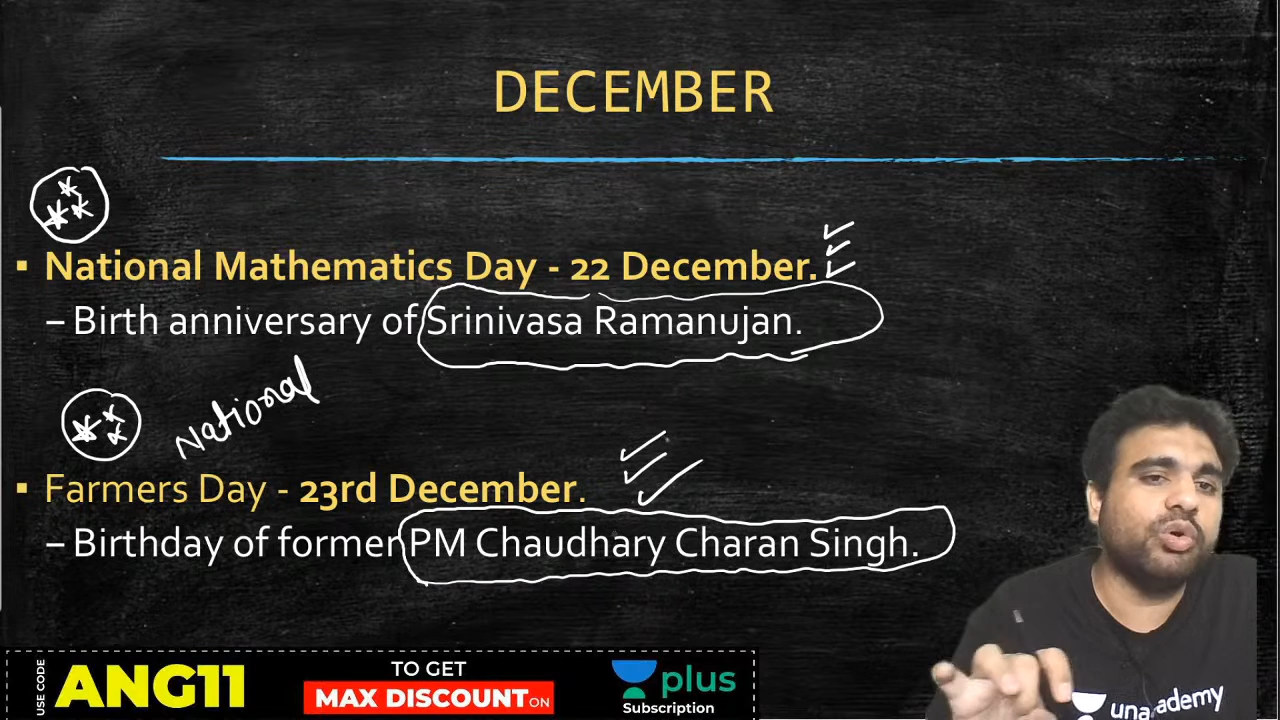 DECEMBER
▪ National Mathematics Day - 22 December.
– Birth anniversary of Srinivasa Ramanujan.
National
▪ Farmers Day - 23rd December.
– Birthday of former PM Chaudhary Charan Singh.
USE CODE
ANG11
TO GET
MAX DISCOUNT ON
plus
Subscription
unacademy